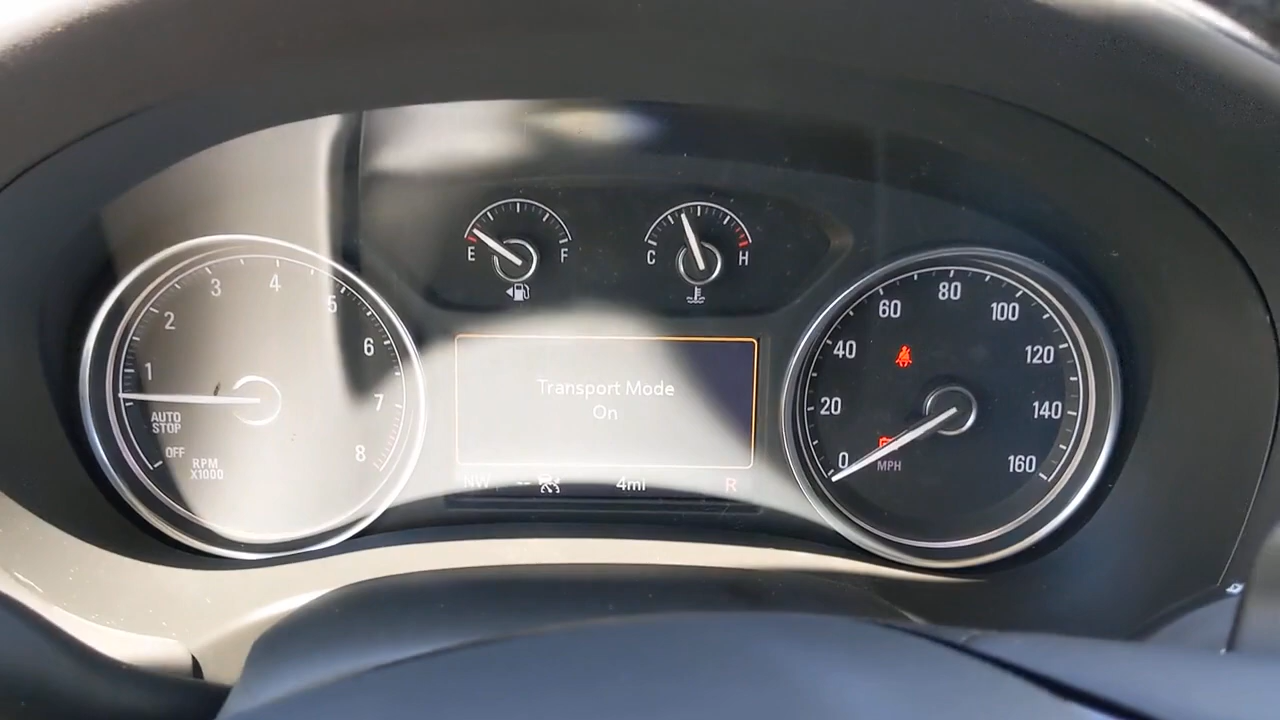 E F
C H
1
2
3
4
5
6
7
8
AUTO
STOP
OFF
RPM
X1000
Transport Mode
On
NW -- 4mi R
0
20
40
60
80
100
120
140
160
MPH